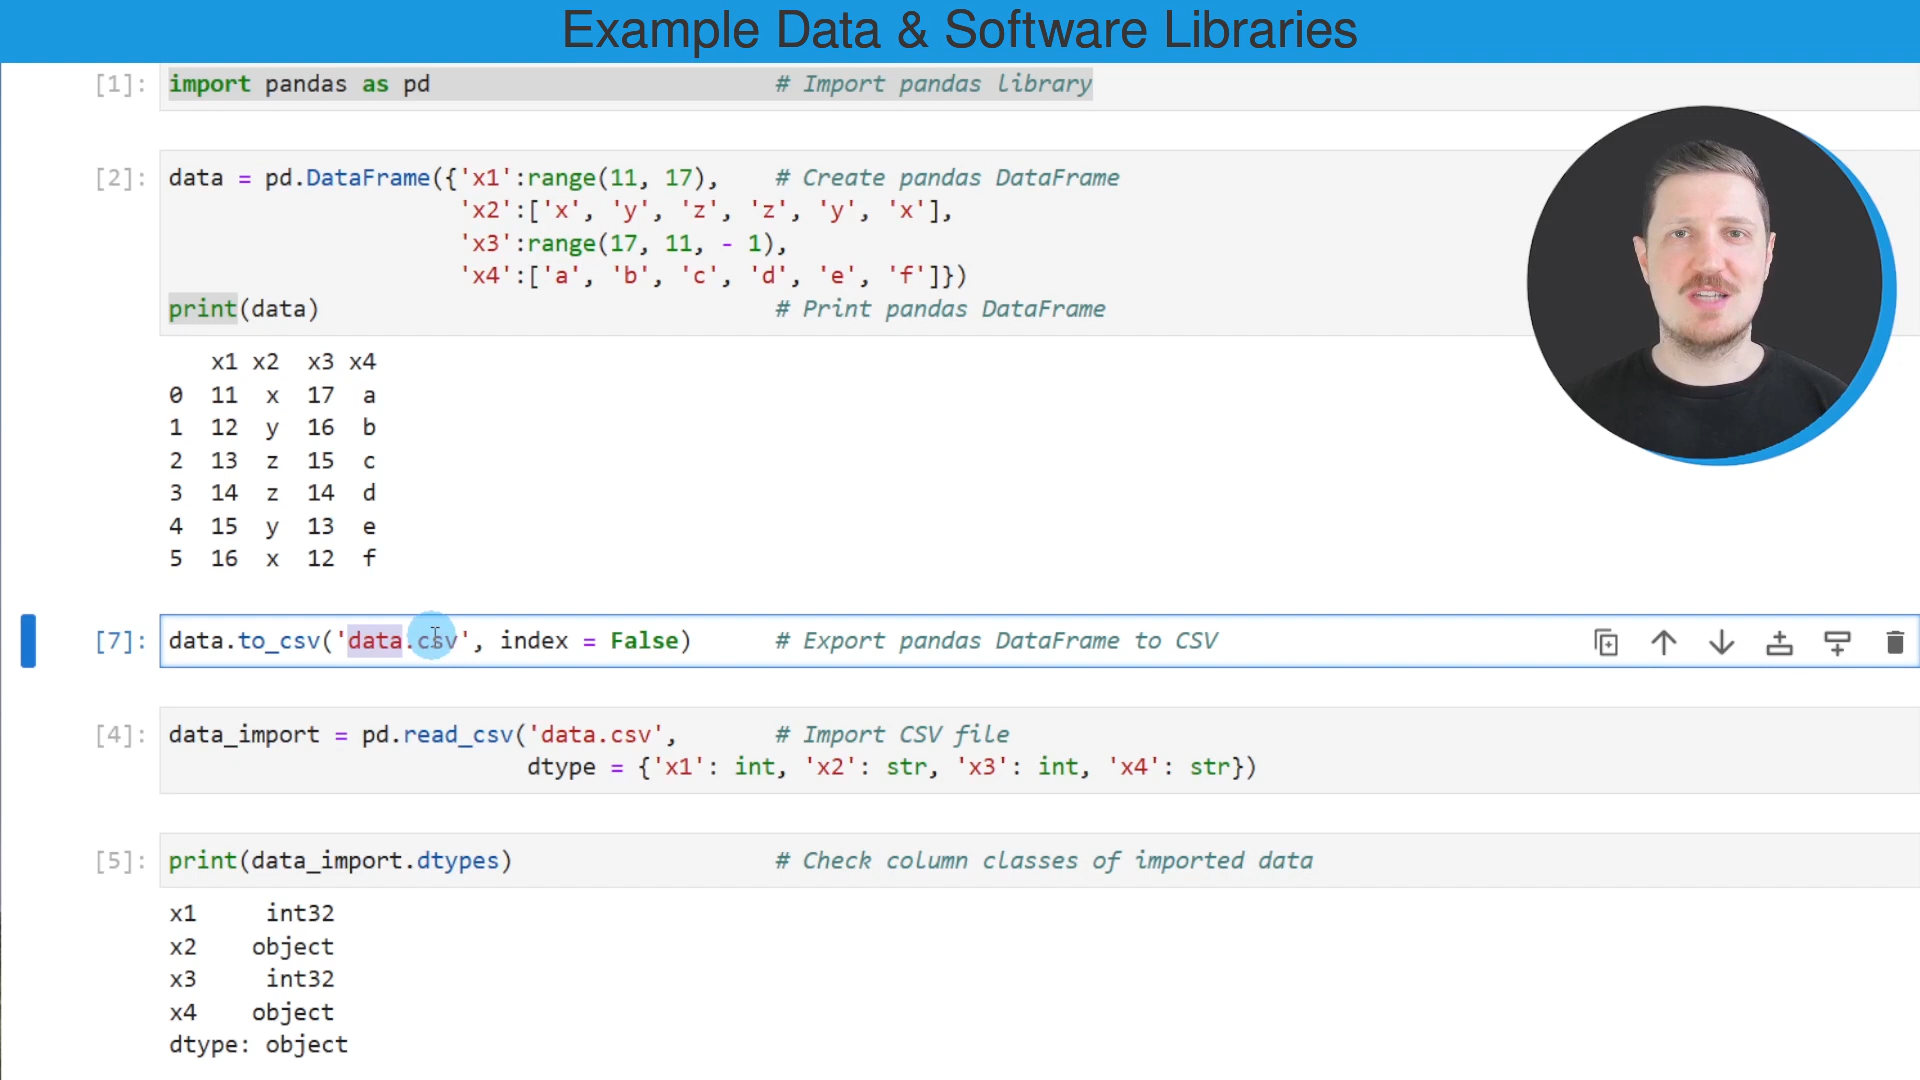 Example Data & Software Libraries
[1]: import pandas as pd # Import pandas library
[2]: data = pd.DataFrame({'x1':range(11, 17), # Create pandas DataFrame
'x2':['x', 'y', 'z', 'z', 'y', 'x'],
'x3':range(17, 11, - 1),
'x4':['a', 'b', 'c', 'd', 'e', 'f']})
print(data) # Print pandas DataFrame
x1 x2 x3 x4
0 11 x 17 a
1 12 y 16 b
2 13 z 15 c
3 14 z 14 d
4 15 y 13 e
5 16 x 12 f
[7]: data.to_csv('data.csv', index = False) # Export pandas DataFrame to CSV
[4]: data_import = pd.read_csv('data.csv', # Import CSV file
dtype = {'x1': int, 'x2': str, 'x3': int, 'x4': str})
[5]: print(data_import.dtypes) # Check column classes of imported data
x1 int32
x2 object
x3 int32
x4 object
dtype: object